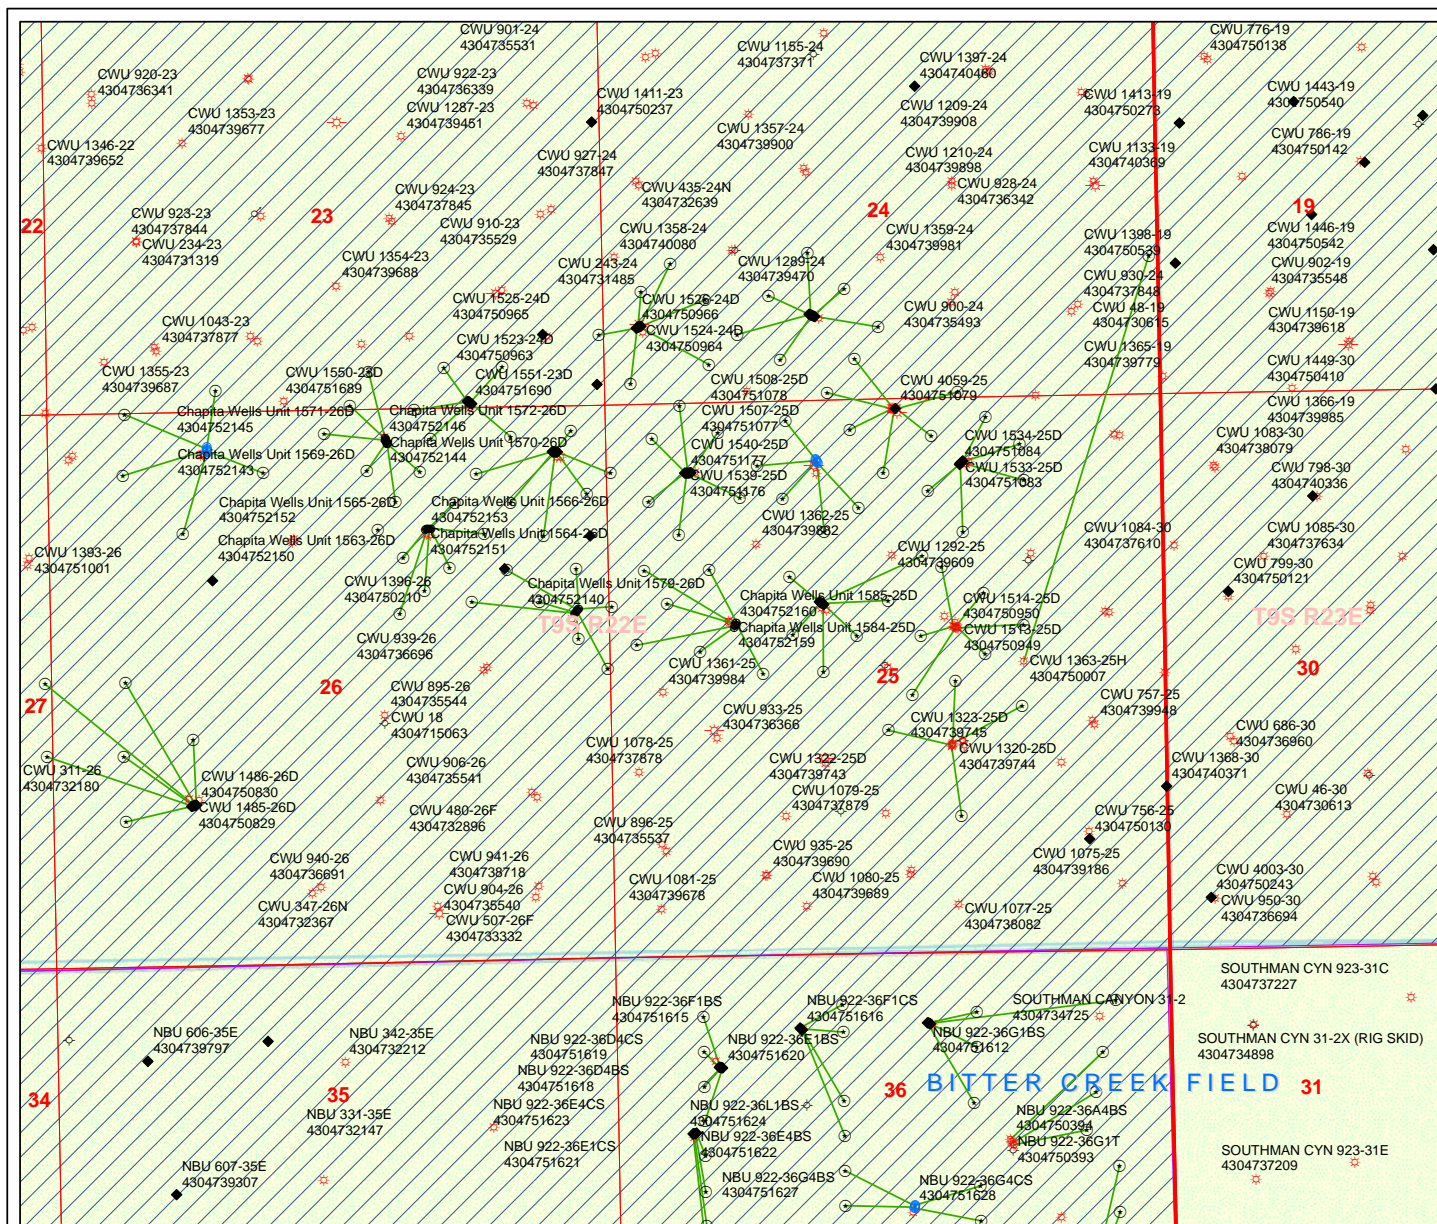 CWU 901-24
4304735531
CWU 1155-24
4304737371
CWU 776-19
4304750138
CWU 920-23
4304736341
CWU 922-23
4304736339
CWU 1287-23
4304739451
CWU 1411-23
4304750237
CWU 1397-24
4304740460
CWU 1413-19
4304750273
CWU 1443-19
4304750540
CWU 1353-23
4304739677
CWU 1209-24
4304739908
CWU 1357-24
4304739900
CWU 786-19
4304750142
CWU 1346-22
4304739652
CWU 927-24
4304737847
CWU 1210-24
4304739898
CWU 1133-19
4304740369
CWU 928-24
4304736342
CWU 924-23
4304737845
CWU 435-24N
4304732639
CWU 923-23
4304737844
CWU 910-23
4304735529
22
23
24
19
CWU 234-23
4304731319
CWU 1358-24
4304740080
CWU 1359-24
4304739981
CWU 1398-19
4304750539
CWU 1446-19
4304750542
CWU 1354-23
4304739688
CWU 243-24
4304731485
CWU 1289-24
4304739470
CWU 902-19
4304735548
CWU 930-24
4304737848
CWU 1525-24D
4304750965
CWU 1526-24D
4304750966
CWU 900-24
4304735493
CWU 48-19
4304730615
CWU 1150-19
4304739618
CWU 1043-23
4304737877
CWU 1523-24D
4304750963
CWU 1524-24D
4304750964
CWU 1365-19
4304739779
CWU 1355-23
4304739687
CWU 1550-23D
4304751689
CWU 1551-23D
4304751690
CWU 1508-25D
4304751078
CWU 4059-25
4304751079
CWU 1449-30
4304750410
Chapita Wells Unit 1571-26D
4304752145
Chapita Wells Unit 1572-26D
4304752146
CWU 1507-25D
4304751077
CWU 1366-19
4304739985
Chapita Wells Unit 1569-26D
4304752143
Chapita Wells Unit 1570-26D
4304752144
CWU 1540-25D
4304751177
CWU 1534-25D
4304751084
CWU 1083-30
4304738079
CWU 1539-25D
4304751176
CWU 1533-25D
4304751083
CWU 798-30
4304740336
Chapita Wells Unit 1565-26D
4304752152
Chapita Wells Unit 1566-26D
4304752153
CWU 1362-25
4304739882
Chapita Wells Unit 1563-26D
4304752150
Chapita Wells Unit 1564-26D
4304752151
CWU 1084-30
4304737610
CWU 1085-30
4304737634
CWU 1393-26
4304751001
CWU 1292-25
4304739609
CWU 799-30
4304750121
CWU 1396-26
4304750210
Chapita Wells Unit 1579-26D
4304752140
Chapita Wells Unit 1585-25D
4304752160
CWU 1514-25D
4304750950
T9S R22E
T9S R23E
Chapita Wells Unit 1584-25D
4304752159
CWU 1513-25D
4304750949
CWU 939-26
4304736696
CWU 1361-25
4304739984
CWU 1363-25H
4304750007
25
30
26
27
CWU 895-26
4304735544
CWU 757-25
4304739948
CWU 18
4304715063
CWU 933-25
4304736366
CWU 1323-25D
4304739745
CWU 686-30
4304736960
CWU 1078-25
4304737878
CWU 1320-25D
4304739744
CWU 311-26
4304732180
CWU 906-26
4304735541
CWU 1322-25D
4304739743
CWU 1368-30
4304740371
CWU 1486-26D
4304750830
CWU 1079-25
4304737879
CWU 46-30
4304730613
CWU 1485-26D
4304750829
CWU 480-26F
4304732896
CWU 896-25
4304735537
CWU 756-25
4304750130
CWU 940-26
4304736691
CWU 941-26
4304738718
CWU 935-25
4304739690
CWU 1075-25
4304739186
CWU 1081-25
4304739678
CWU 1080-25
4304739689
CWU 4003-30
4304750243
CWU 904-26
4304735540
CWU 347-26N
4304732367
CWU 507-26F
4304733332
CWU 1077-25
4304738082
CWU 950-30
4304736694
SOUTHMAN CYN 923-31C
4304737227
NBU 922-36F1BS
4304751615
NBU 922-36F1CS
4304751616
SOUTHMAN CANYON 31-2
4304734725
NBU 606-35E
4304739797
NBU 342-35E
4304732212
NBU 922-36D4CS
4304751619
NBU 922-36E1BS
4304751620
NBU 922-36G1BS
4304751612
SOUTHMAN CYN 31-2X (RIG SKID)
4304734898
NBU 922-36D4BS
4304751618
BITTER CREEK FIELD
34
35
36
31
NBU 331-35E
4304732147
NBU 922-36E4CS
4304751623
NBU 922-36L1BS
4304751624
NBU 922-36A4BS
4304750394
NBU 922-36E1CS
4304751621
NBU 922-36E4BS
4304751622
NBU 922-36G1T
4304750393
NBU 607-35E
4304739307
NBU 922-36G4BS
4304751627
NBU 922-36G4CS
4304751628
SOUTHMAN CYN 923-31E
4304737209